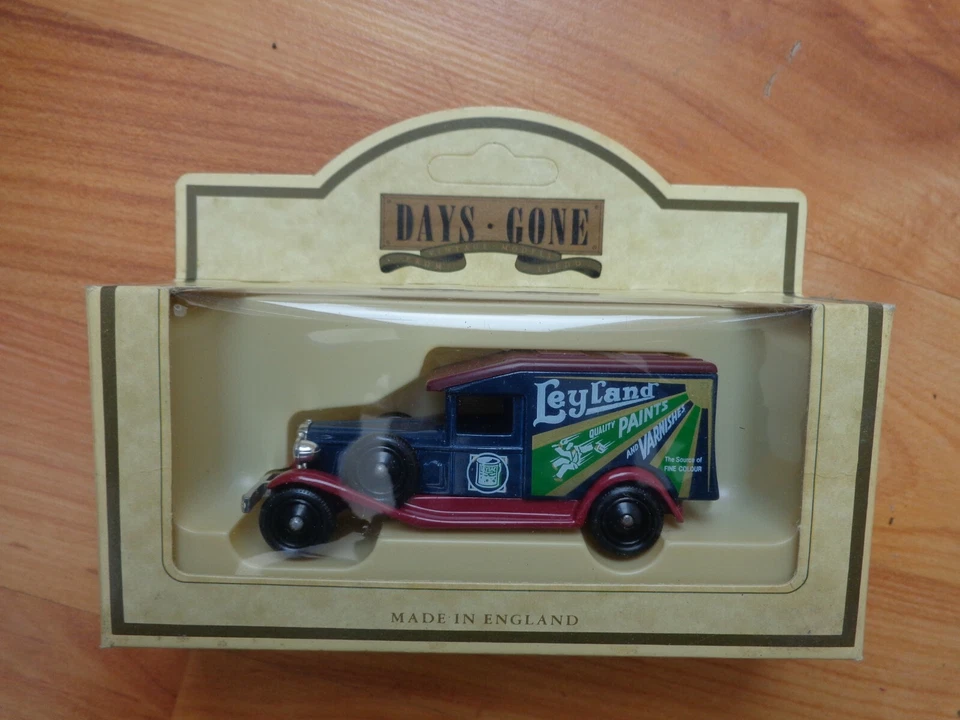 DAYS · GONE
Leyland
QUALITY PAINTS
AND VARNISHES
The Source of
FINE COLOUR
MADE IN ENGLAND